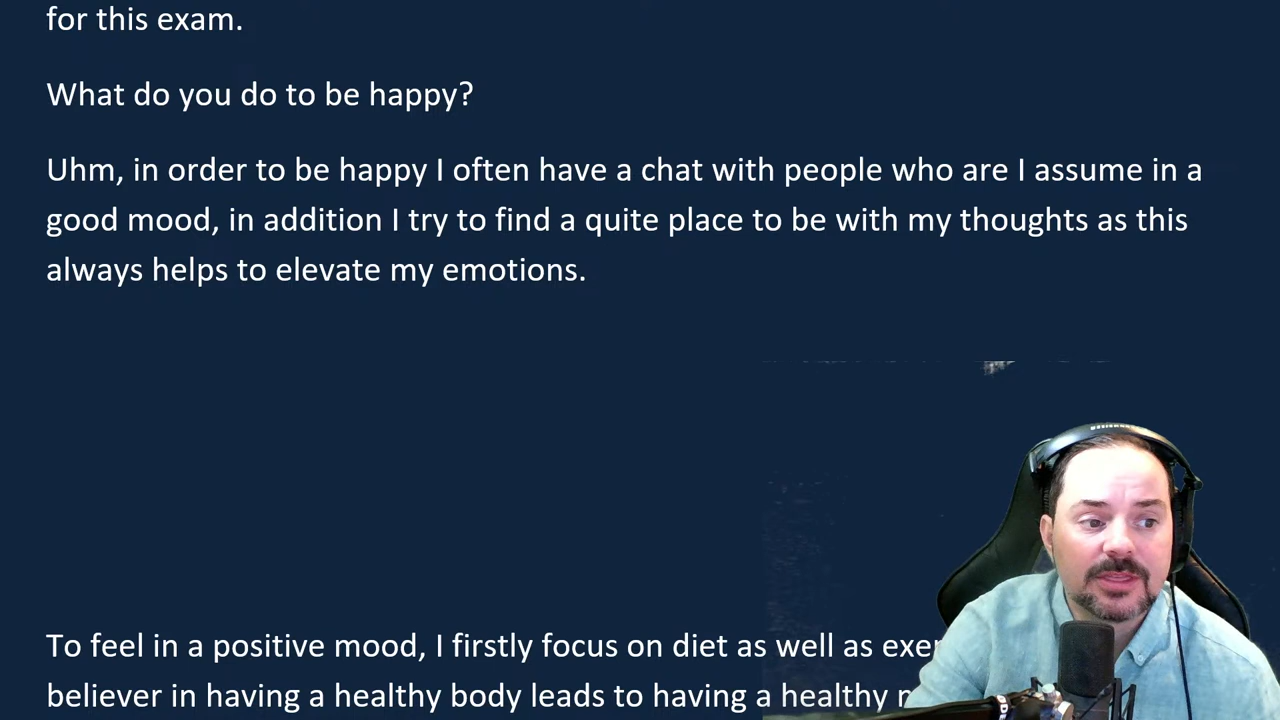 for this exam.
What do you do to be happy?
Uhm, in order to be happy I often have a chat with people who are I assume in a
good mood, in addition I try to find a quite place to be with my thoughts as this
always helps to elevate my emotions.
To feel in a positive mood, I firstly focus on diet as well as
believer in having a healthy body leads to having a healthy